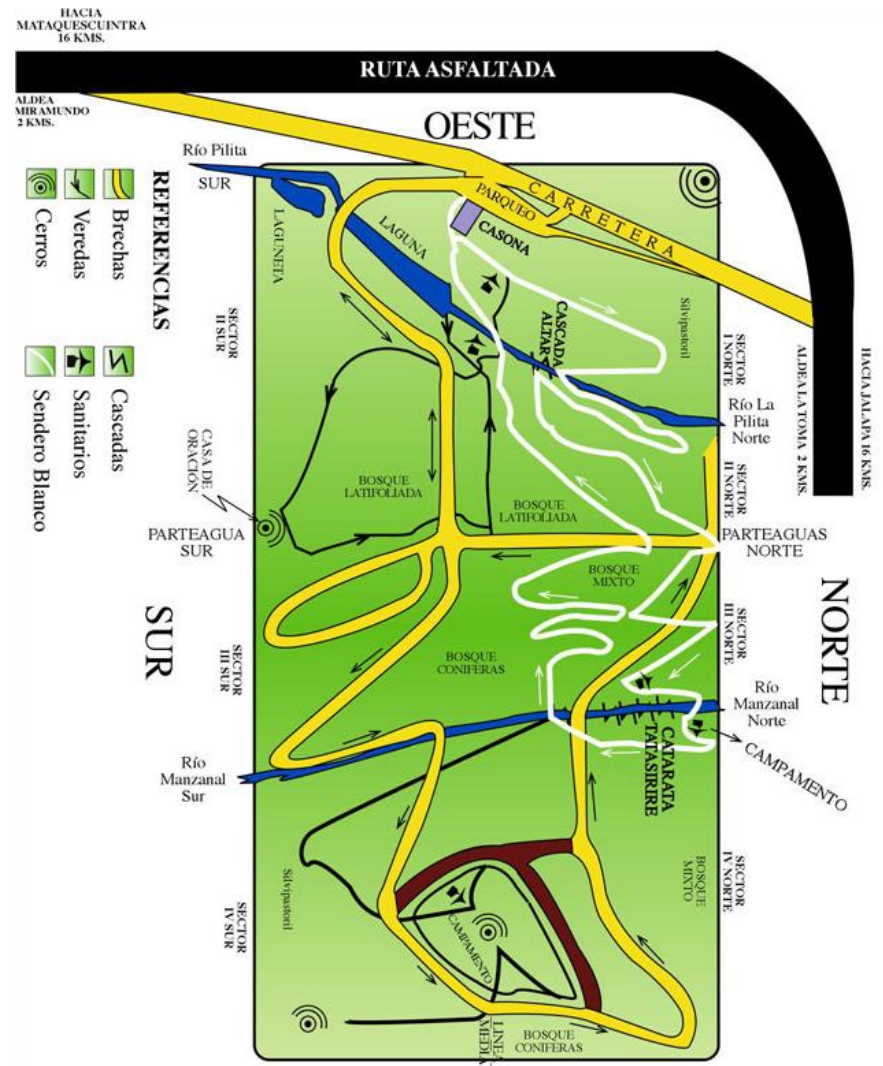 HACIA
MATAQUESCUINTRA
16 KMS.
RUTA ASFALTADA
ALDEA
MIRAMUNDO
2 KMS.
OESTE
Río Pilita
SUR
CARRETERA
PARQUEO
CASONA
LAGUNETA
LAGUNA
REFERENCIAS
Brechas
Veredas
Cerros
Cascadas
Sanitarios
Sendero Blanco
CASCADA
ALTAR
Silvipastoril
SECTOR
I NORTE
ALDEA LA TOMA 2 KMS.
HACIA JALAPA 16 KMS.
SECTOR
II SUR
Río La
Pilita
Norte
CASA DE
ORACIÓN
BOSQUE
LATIFOLIADA
BOSQUE
LATIFOLIADA
SECTOR
II NORTE
PARTEAGUA
SUR
PARTEAGUAS
NORTE
BOSQUE
MIXTO
SUR
NORTE
SECTOR
III SUR
BOSQUE
CONIFERAS
SECTOR
III NORTE
Río
Manzanal
Norte
CATARATA
TATASIRIRE
CAMPAMENTO
Río
Manzanal
Sur
Silvipastoril
SECTOR
IV SUR
BOSQUE
MIXTO
SECTOR
IV NORTE
CAMPAMENTO
LINEA
MEDIA
BOSQUE
CONIFERAS